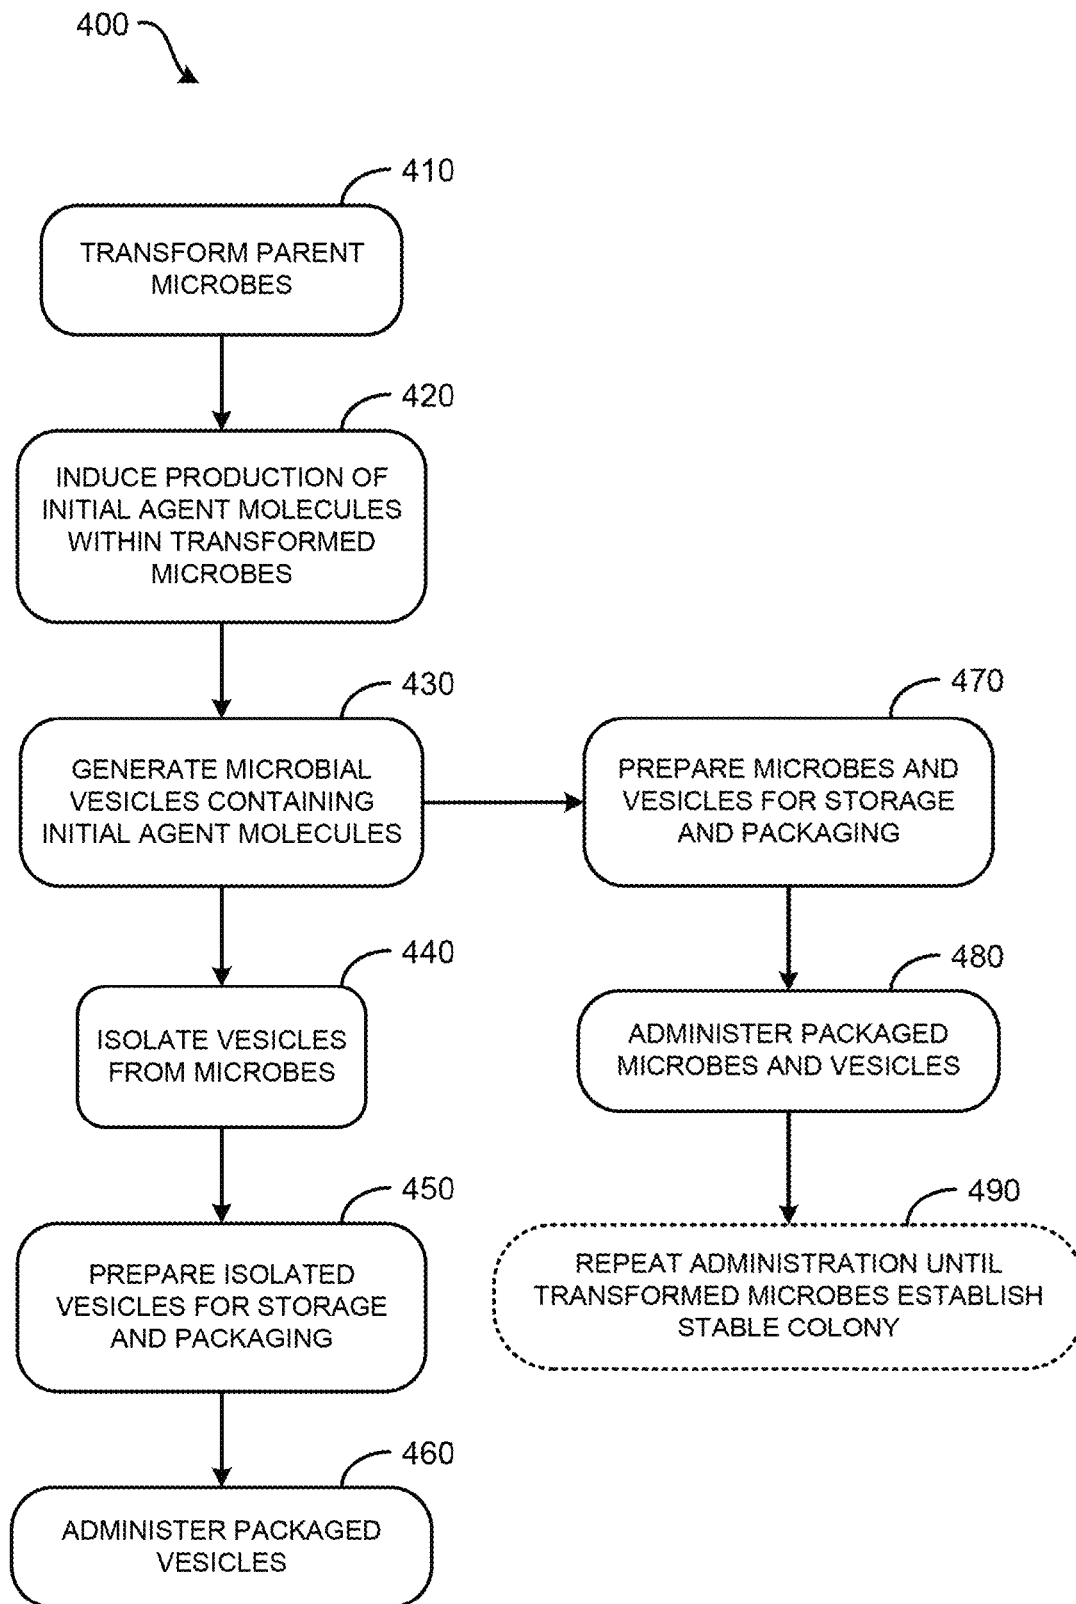 400
410
TRANSFORM PARENT
MICROBES
420
INDUCE PRODUCTION OF
INITIAL AGENT MOLECULES
WITHIN TRANSFORMED
MICROBES
430
GENERATE MICROBIAL
VESICLES CONTAINING
INITIAL AGENT MOLECULES
440
ISOLATE VESICLES
FROM MICROBES
450
PREPARE ISOLATED
VESICLES FOR STORAGE
AND PACKAGING
460
ADMINISTER PACKAGED
VESICLES
470
PREPARE MICROBES AND
VESICLES FOR STORAGE
AND PACKAGING
480
ADMINISTER PACKAGED
MICROBES AND VESICLES
490
REPEAT ADMINISTRATION UNTIL
TRANSFORMED MICROBES ESTABLISH
STABLE COLONY